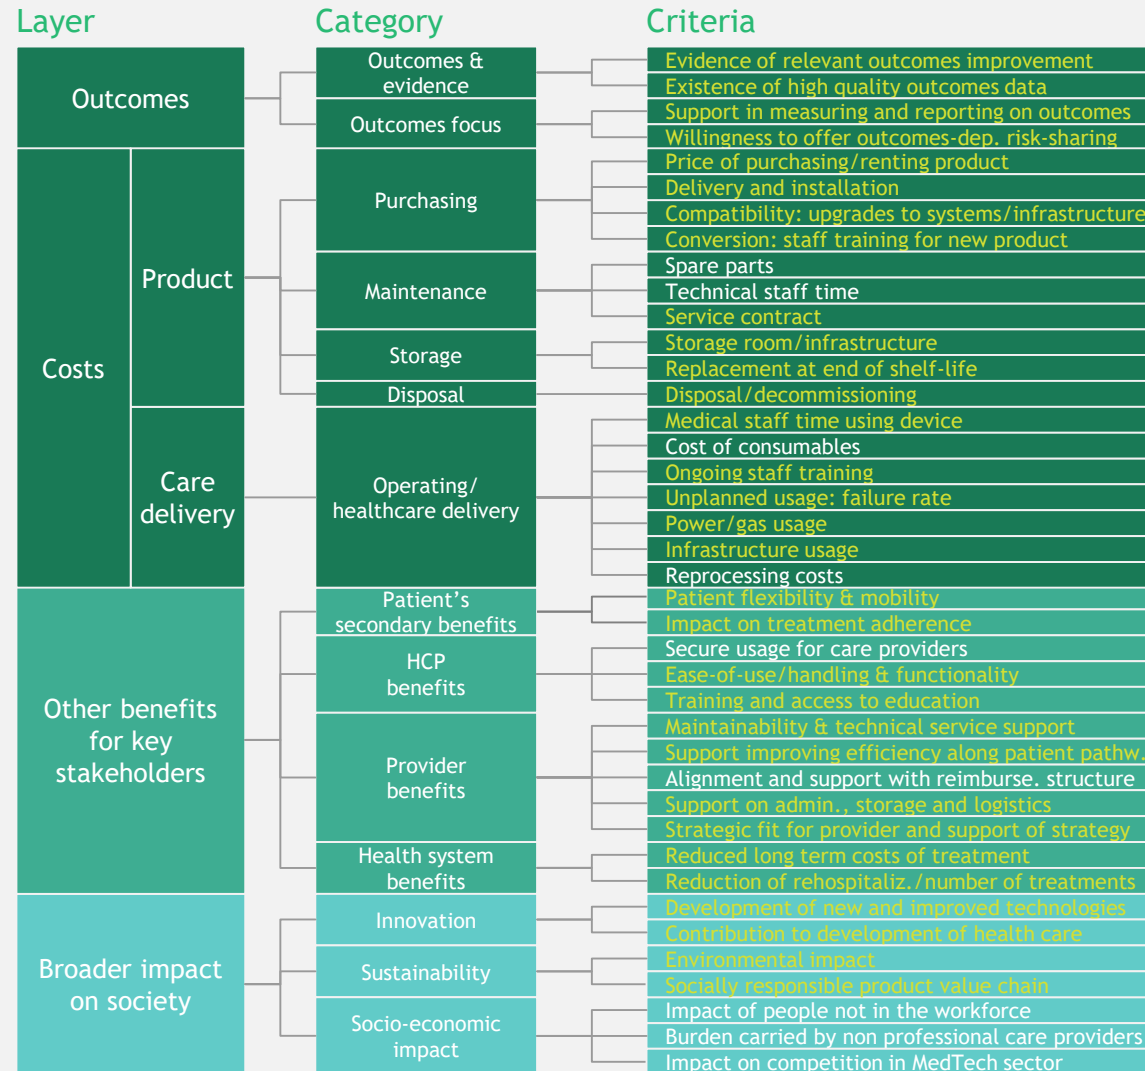 Layer
Category
Criteria
Outcomes
Outcomes &
evidence
Evidence of relevant outcomes improvement
Existence of high quality outcomes data
Outcomes focus
Support in measuring and reporting on outcomes
Willingness to offer outcomes-dep. risk-sharing
Costs
Product
Purchasing
Price of purchasing/renting product
Delivery and installation
Compatibility: upgrades to systems/infrastructure
Conversion: staff training for new product
Maintenance
Spare parts
Technical staff time
Service contract
Storage
Storage room/infrastructure
Replacement at end of shelf-life
Disposal
Disposal/decommissioning
Care
delivery
Operating/
healthcare delivery
Medical staff time using device
Cost of consumables
Ongoing staff training
Unplanned usage: failure rate
Power/gas usage
Infrastructure usage
Reprocessing costs
Other benefits
for key
stakeholders
Patient's
secondary benefits
Patient flexibility & mobility
Impact on treatment adherence
HCP
benefits
Secure usage for care providers
Ease-of-use/handling & functionality
Training and access to education
Provider
benefits
Maintainability & technical service support
Support improving efficiency along patient pathw.
Alignment and support with reimburse. structure
Support on admin., storage and logistics
Strategic fit for provider and support of strategy
Health system
benefits
Reduced long term costs of treatment
Reduction of rehospitaliz./number of treatments
Broader impact
on society
Innovation
Development of new and improved technologies
Contribution to development of health care
Sustainability
Environmental impact
Socially responsible product value chain
Socio-economic
impact
Impact of people not in the workforce
Burden carried by non professional care providers
Impact on competition in MedTech sector